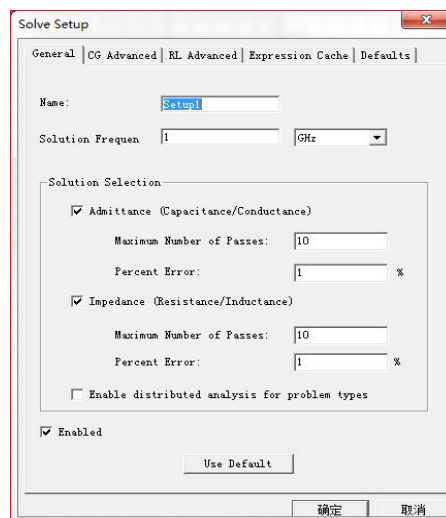 Solve Setup
General CG Advanced RL Advanced Expression Cache Defaults
Name: Setup1
Solution Frequen 1 GHz
Solution Selection
Admittance (Capacitance/Conductance)
Maximum Number of Passes: 10
Percent Error: 1 %
Impedance (Resistance/Inductance)
Maximum Number of Passes: 10
Percent Error: 1 %
Enable distributed analysis for problem types
Enabled
Use Default
确定 取消